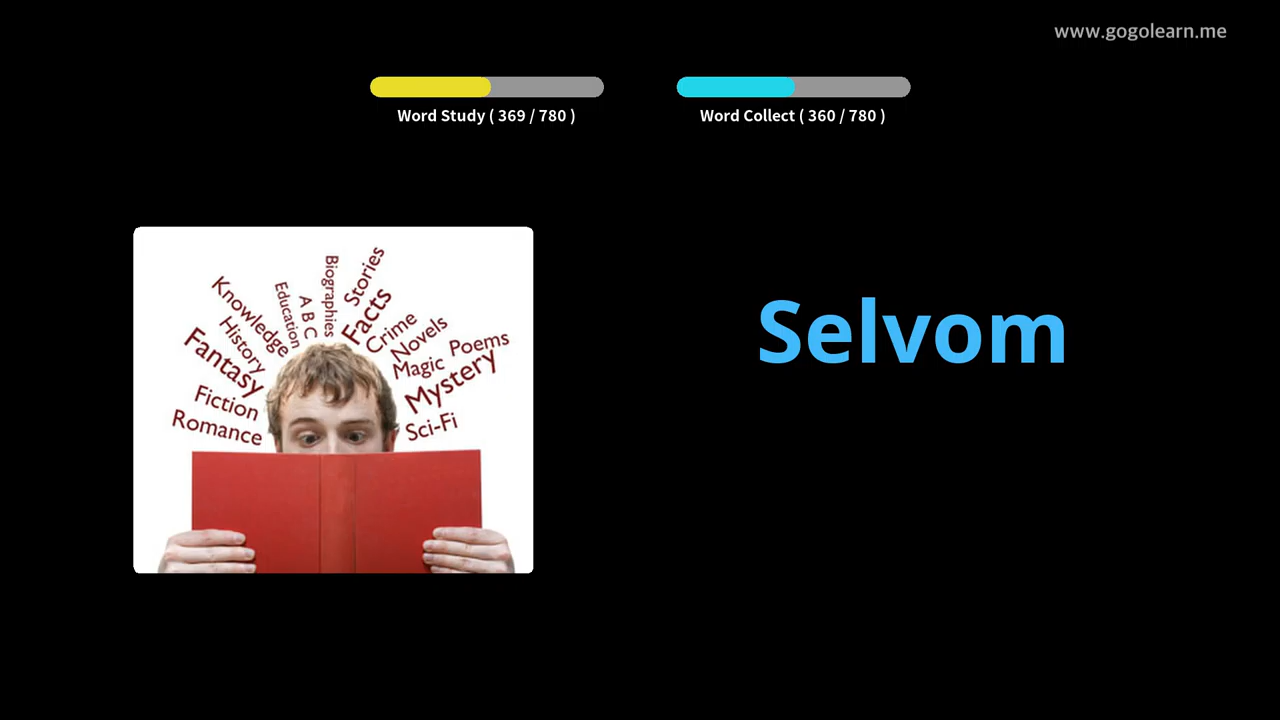 www.gogolearn.me
Word Study ( 369 / 780 )
Word Collect ( 360 / 780 )
Selvom
Romance
Fiction
Fantasy
History
Knowledge
Education
A B C
Biographies
Stories
Facts
Crime
Novels
Magic
Poems
Mystery
Sci-Fi